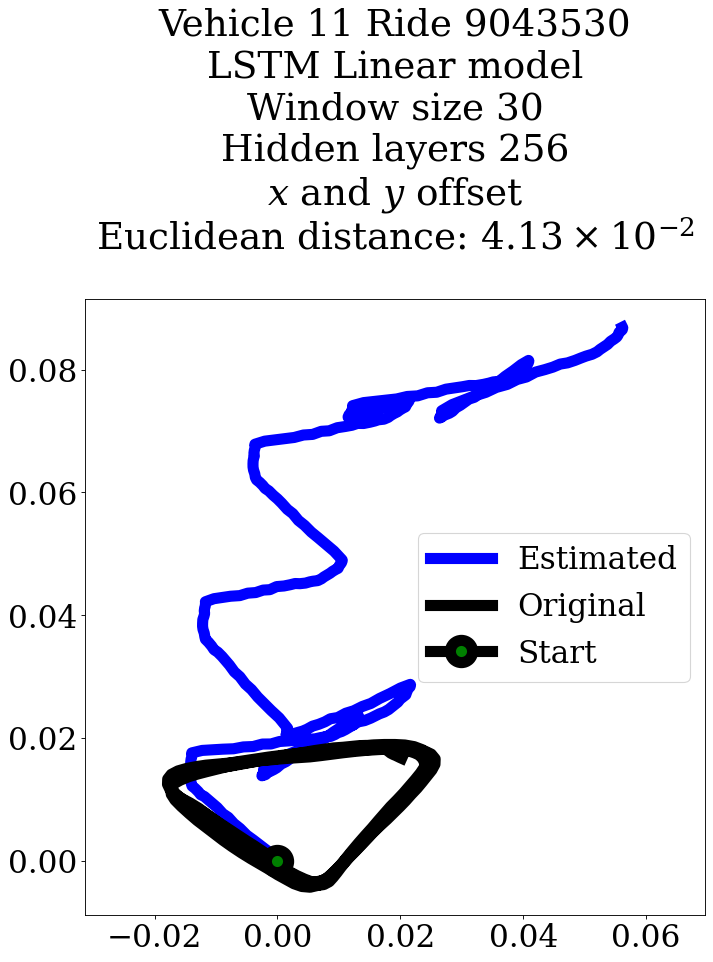 Vehicle 11 Ride 9043530
LSTM Linear model
Window size 30
Hidden layers 256
x and y offset
Euclidean distance: 4.13 × 10⁻²
0.08
0.06
0.04
0.02
0.00
Estimated
Original
Start
−0.02 0.00 0.02 0.04 0.06